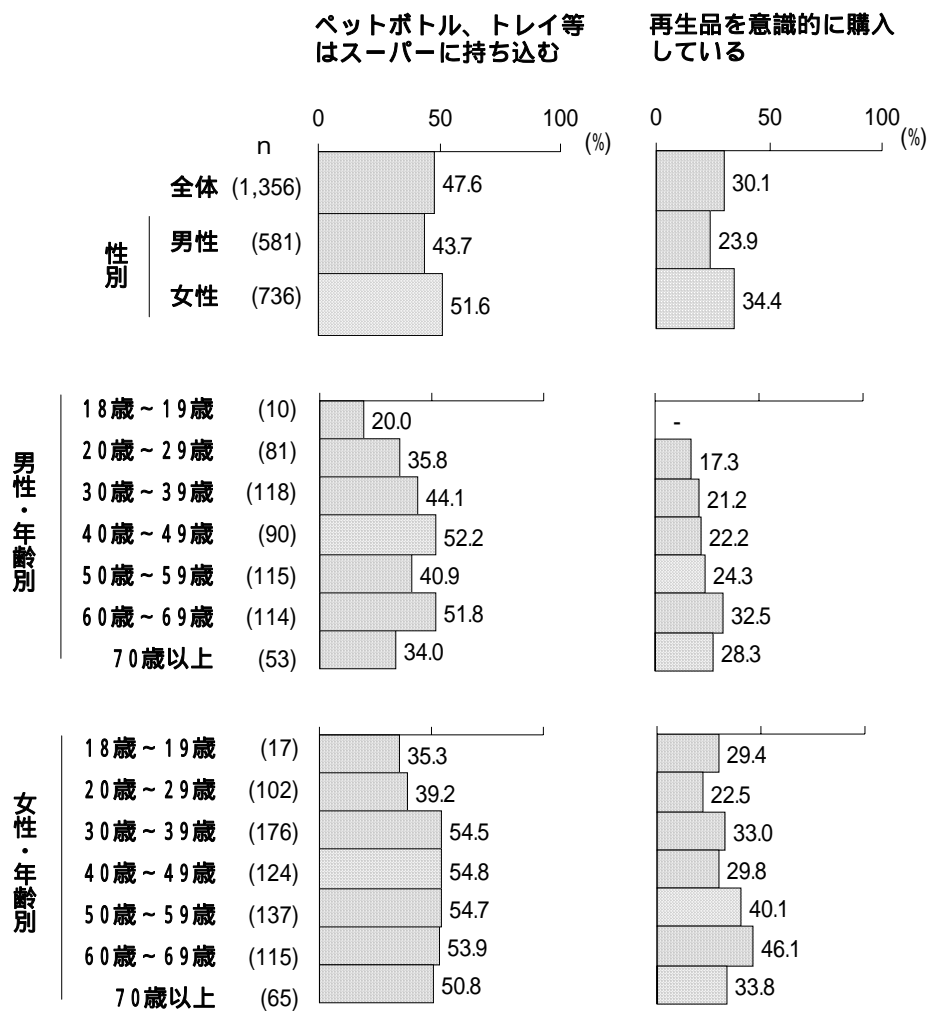 ペットボトル、トレイ等
はスーパーに持ち込む
再生品を意識的に購入
している
0 50 100
(%)
0 50 100
(%)
n
全体 (1,356) 47.6 30.1
性別
男性 (581) 43.7 23.9
女性 (736) 51.6 34.4
男性・年齢別
18歳~19歳 (10) 20.0 -
20歳~29歳 (81) 35.8 17.3
30歳~39歳 (118) 44.1 21.2
40歳~49歳 (90) 52.2 22.2
50歳~59歳 (115) 40.9 24.3
60歳~69歳 (114) 51.8 32.5
70歳以上 (53) 34.0 28.3
女性・年齢別
18歳~19歳 (17) 35.3 29.4
20歳~29歳 (102) 39.2 22.5
30歳~39歳 (176) 54.5 33.0
40歳~49歳 (124) 54.8 29.8
50歳~59歳 (137) 54.7 40.1
60歳~69歳 (115) 53.9 46.1
70歳以上 (65) 50.8 33.8